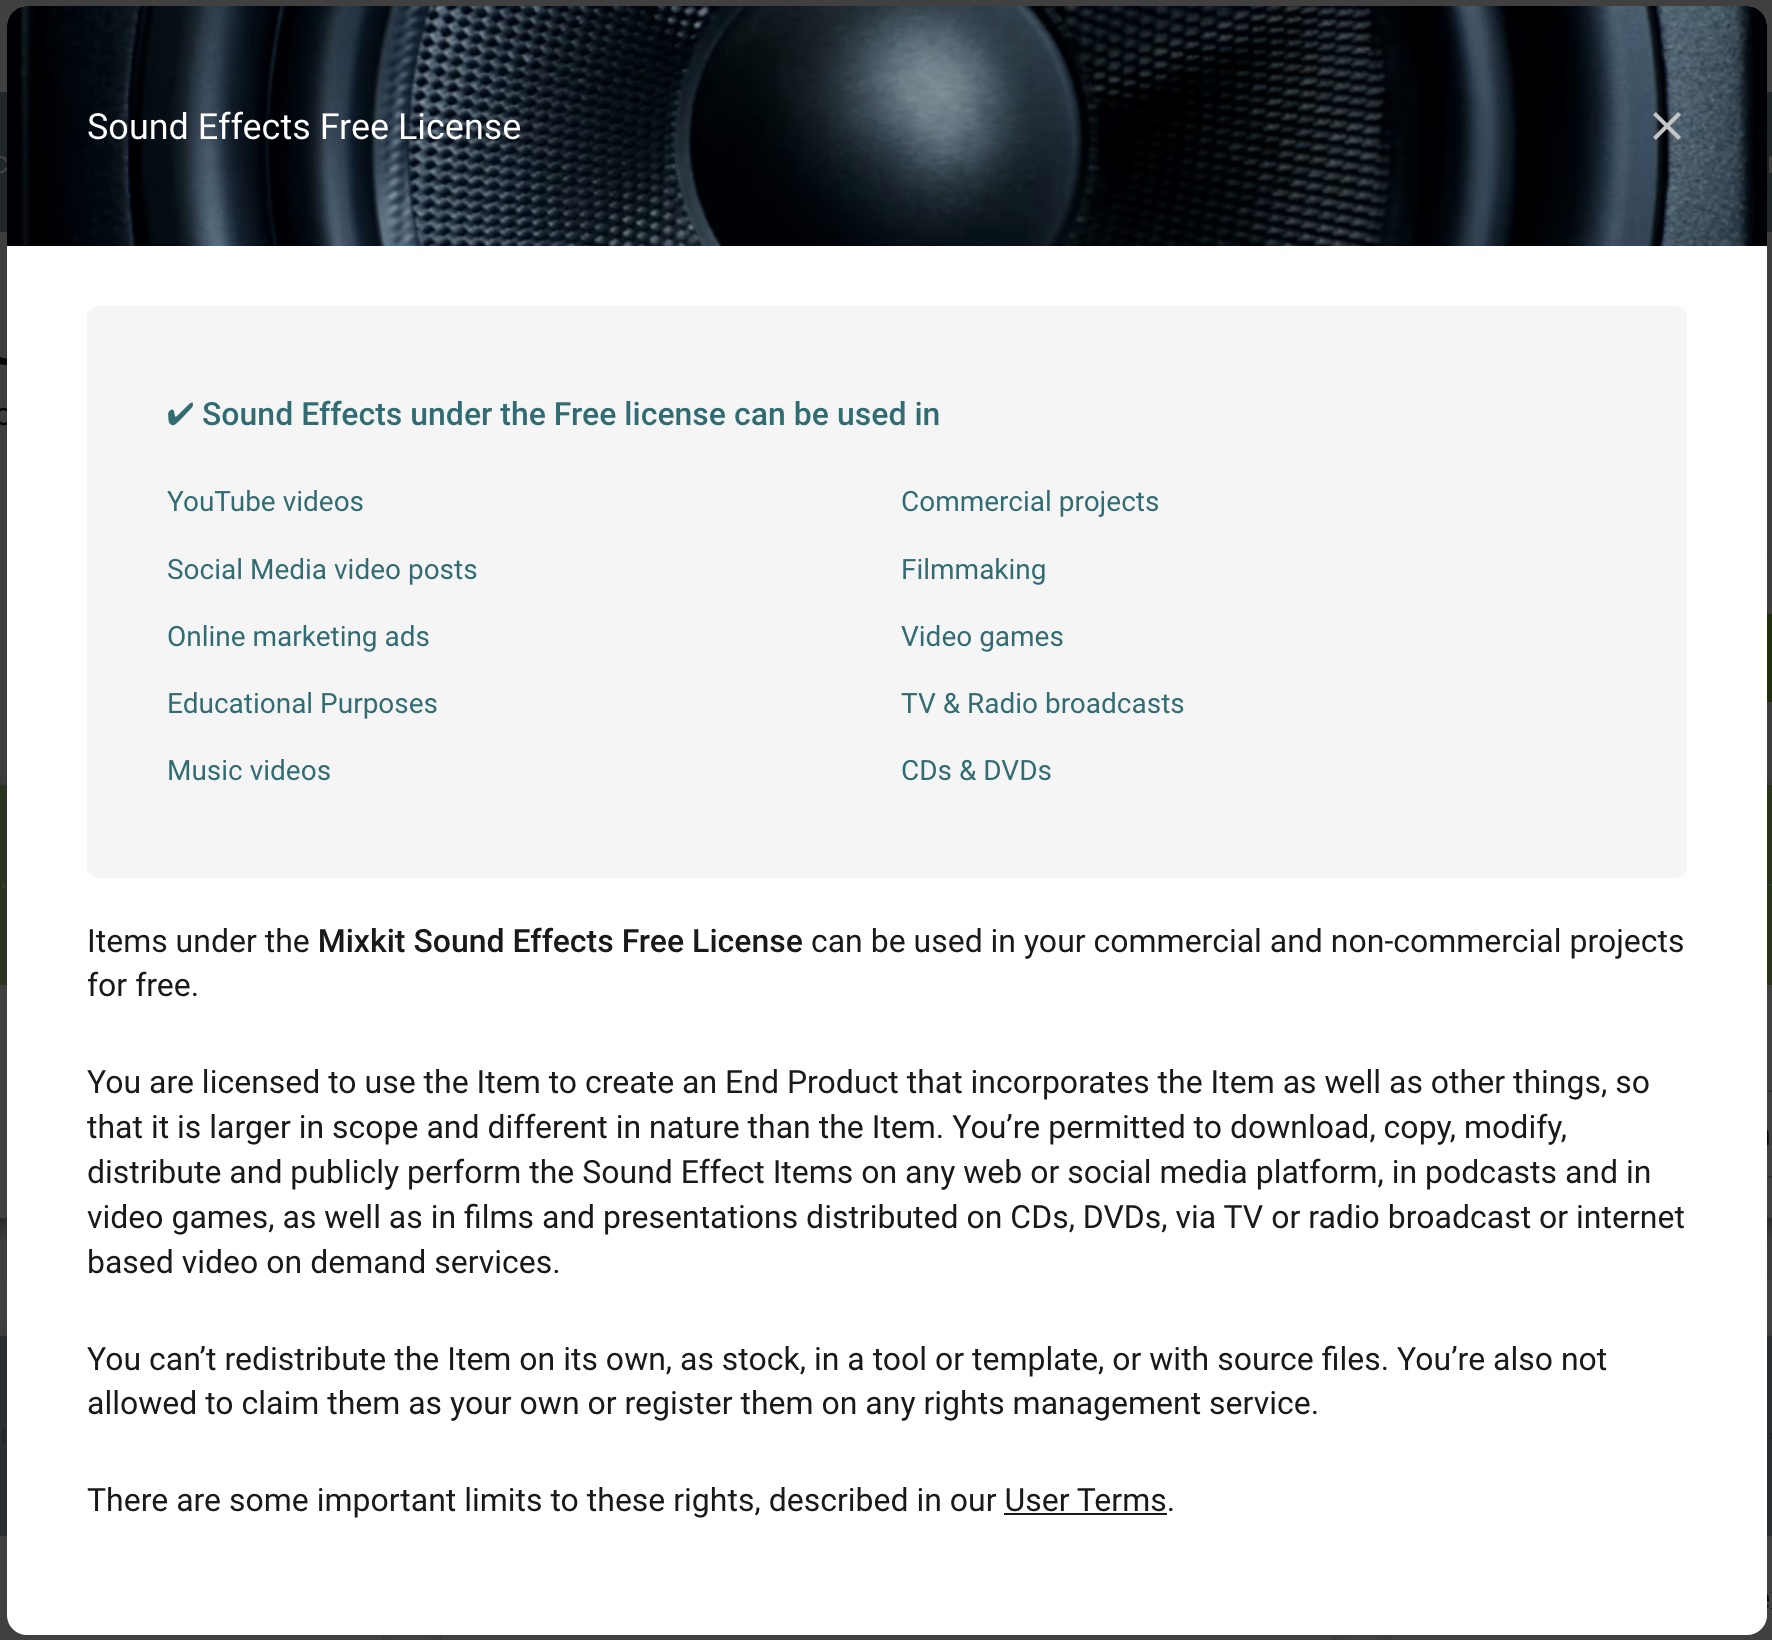 Sound Effects Free License
✔ Sound Effects under the Free license can be used in
YouTube videos
Commercial projects
Social Media video posts
Filmmaking
Online marketing ads
Video games
Educational Purposes
TV & Radio broadcasts
Music videos
CDs & DVDs
Items under the Mixkit Sound Effects Free License can be used in your commercial and non-commercial projects
for free.
You are licensed to use the Item to create an End Product that incorporates the Item as well as other things, so
that it is larger in scope and different in nature than the Item. You’re permitted to download, copy, modify,
distribute and publicly perform the Sound Effect Items on any web or social media platform, in podcasts and in
video games, as well as in films and presentations distributed on CDs, DVDs, via TV or radio broadcast or internet
based video on demand services.
You can’t redistribute the Item on its own, as stock, in a tool or template, or with source files. You’re also not
allowed to claim them as your own or register them on any rights management service.
There are some important limits to these rights, described in our User Terms.